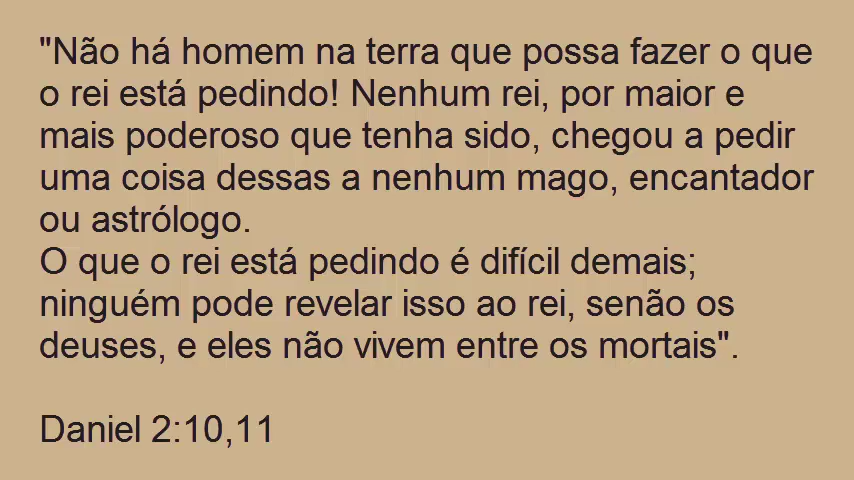 "Não há homem na terra que possa fazer o que
o rei está pedindo! Nenhum rei, por maior e
mais poderoso que tenha sido, chegou a pedir
uma coisa dessas a nenhum mago, encantador
ou astrólogo.
O que o rei está pedindo é difícil demais;
ninguém pode revelar isso ao rei, senão os
deuses, e eles não vivem entre os mortais".
Daniel 2:10,11